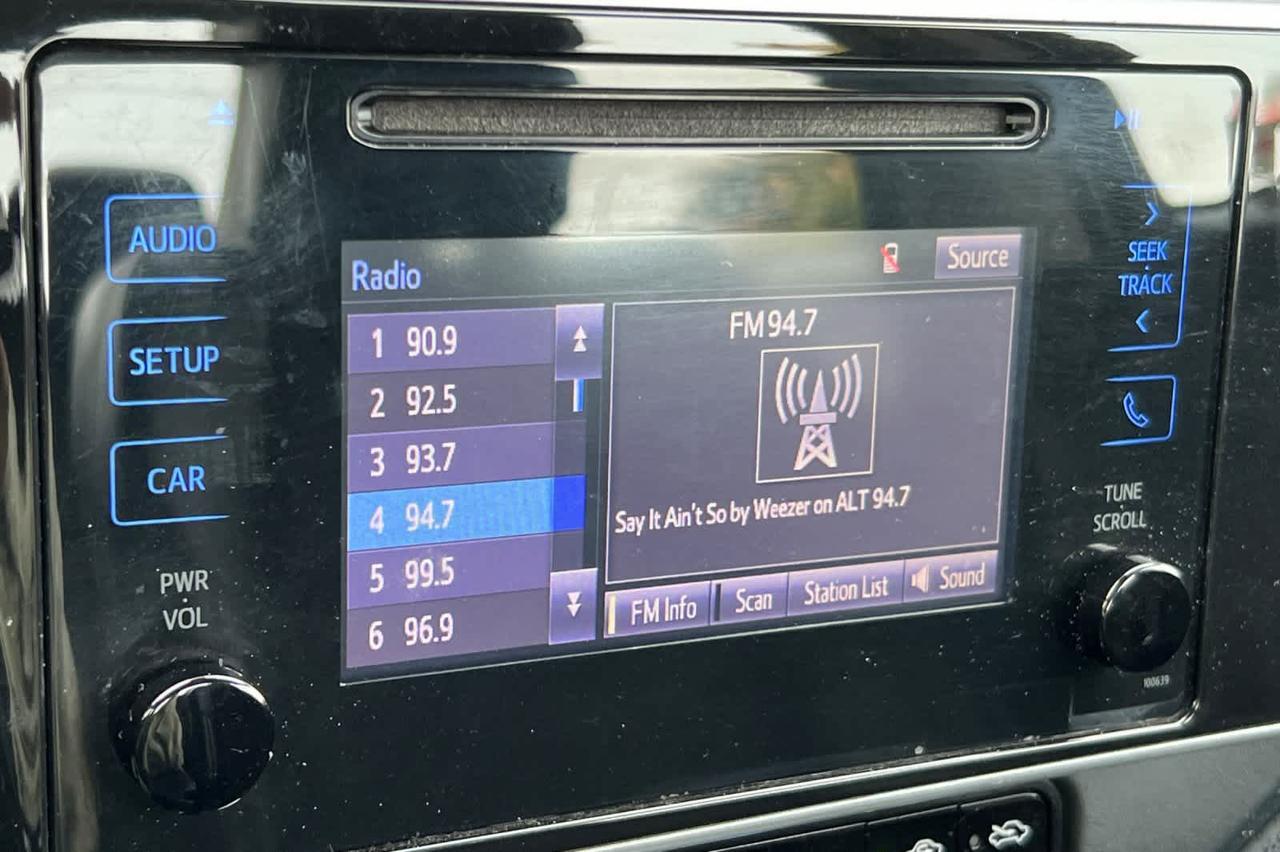 AUDIO
SETUP
CAR
PWR
VOL
Radio
Source
1 90.9
2 92.5
3 93.7
4 94.7
5 99.5
6 96.9
FM 94.7
Say It Ain't So by Weezer on ALT 94.7
FM Info
Scan
Station List
Sound
SEEK
TRACK
TUNE
SCROLL
100639